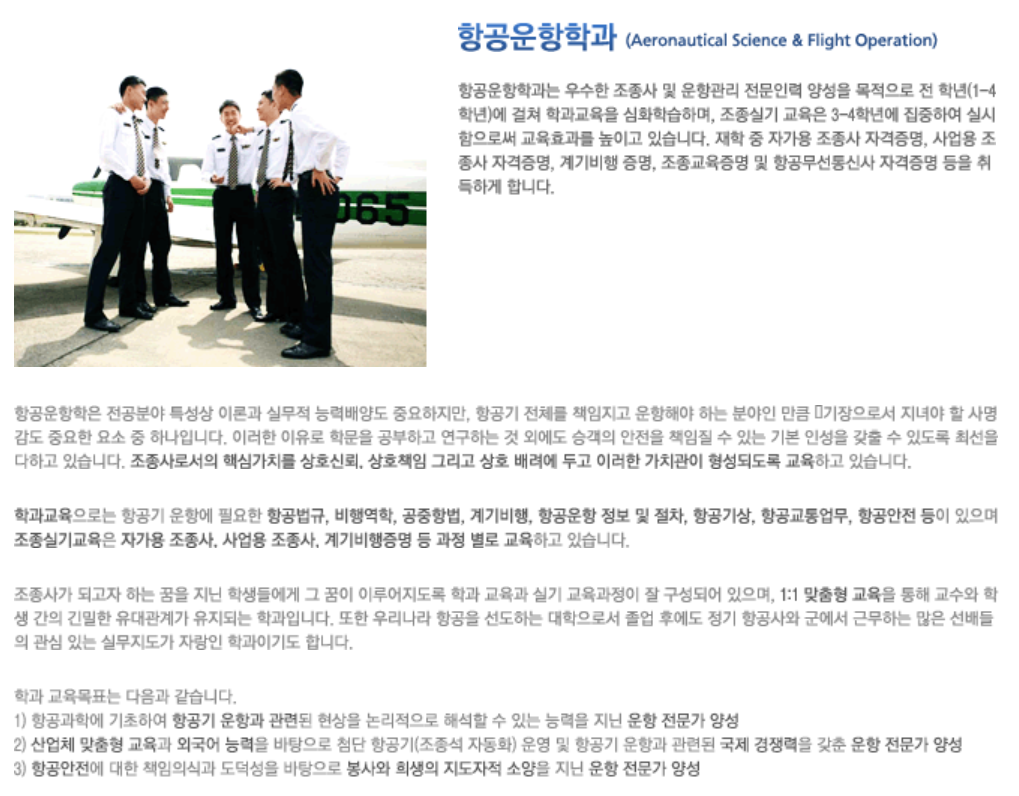 항공운항학과 (Aeronautical Science & Flight Operation)
항공운항학과는 우수한 조종사 및 운항관리 전문인력 양성을 목적으로 전 학년(1-4
학년)에 걸쳐 학과교육을 심화학습하며, 조종실기 교육은 3-4학년에 집중하여 실시
함으로써 교육효과를 높이고 있습니다. 재학 중 자가용 조종사 자격증명, 사업용 조
종사 자격증명, 계기비행 증명, 조종교육증명 및 항공무선통신사 자격증명 등을 취
득하게 합니다.
065
항공운항학은 전공분야 특성상 이론과 실무적 능력배양도 중요하지만, 항공기 전체를 책임지고 운항해야 하는 분야인 만큼 기장으로서 지녀야 할 사명
감도 중요한 요소 중 하나입니다. 이러한 이유로 학문을 공부하고 연구하는 것 외에도 승객의 안전을 책임질 수 있는 기본 인성을 갖출 수 있도록 최선을
다하고 있습니다. 조종사로서의 핵심가치를 상호신뢰, 상호책임 그리고 상호 배려에 두고 이러한 가치관이 형성되도록 교육하고 있습니다.
학과교육으로는 항공기 운항에 필요한 항공법규, 비행역학, 공중항법, 계기비행, 항공운항 정보 및 절차, 항공기상, 항공교통업무, 항공안전 등이 있으며
조종실기교육은 자가용 조종사, 사업용 조종사, 계기비행증명 등 과정 별로 교육하고 있습니다.
조종사가 되고자 하는 꿈을 지닌 학생들에게 그 꿈이 이루어지도록 학과 교육과 실기 교육과정이 잘 구성되어 있으며, 1:1 맞춤형 교육을 통해 교수와 학
생 간의 긴밀한 유대관계가 유지되는 학과입니다. 또한 우리나라 항공을 선도하는 대학으로서 졸업 후에도 정기 항공사와 군에서 근무하는 많은 선배들
의 관심 있는 실무지도가 자랑인 학과이기도 합니다.
학과 교육목표는 다음과 같습니다.
1) 항공과학에 기초하여 항공기 운항과 관련된 현상을 논리적으로 해석할 수 있는 능력을 지닌 운항 전문가 양성
2) 산업체 맞춤형 교육과 외국어 능력을 바탕으로 첨단 항공기(조종석 자동화) 운영 및 항공기 운항과 관련된 국제 경쟁력을 갖춘 운항 전문가 양성
3) 항공안전에 대한 책임의식과 도덕성을 바탕으로 봉사와 희생의 지도자적 소양을 지닌 운항 전문가 양성